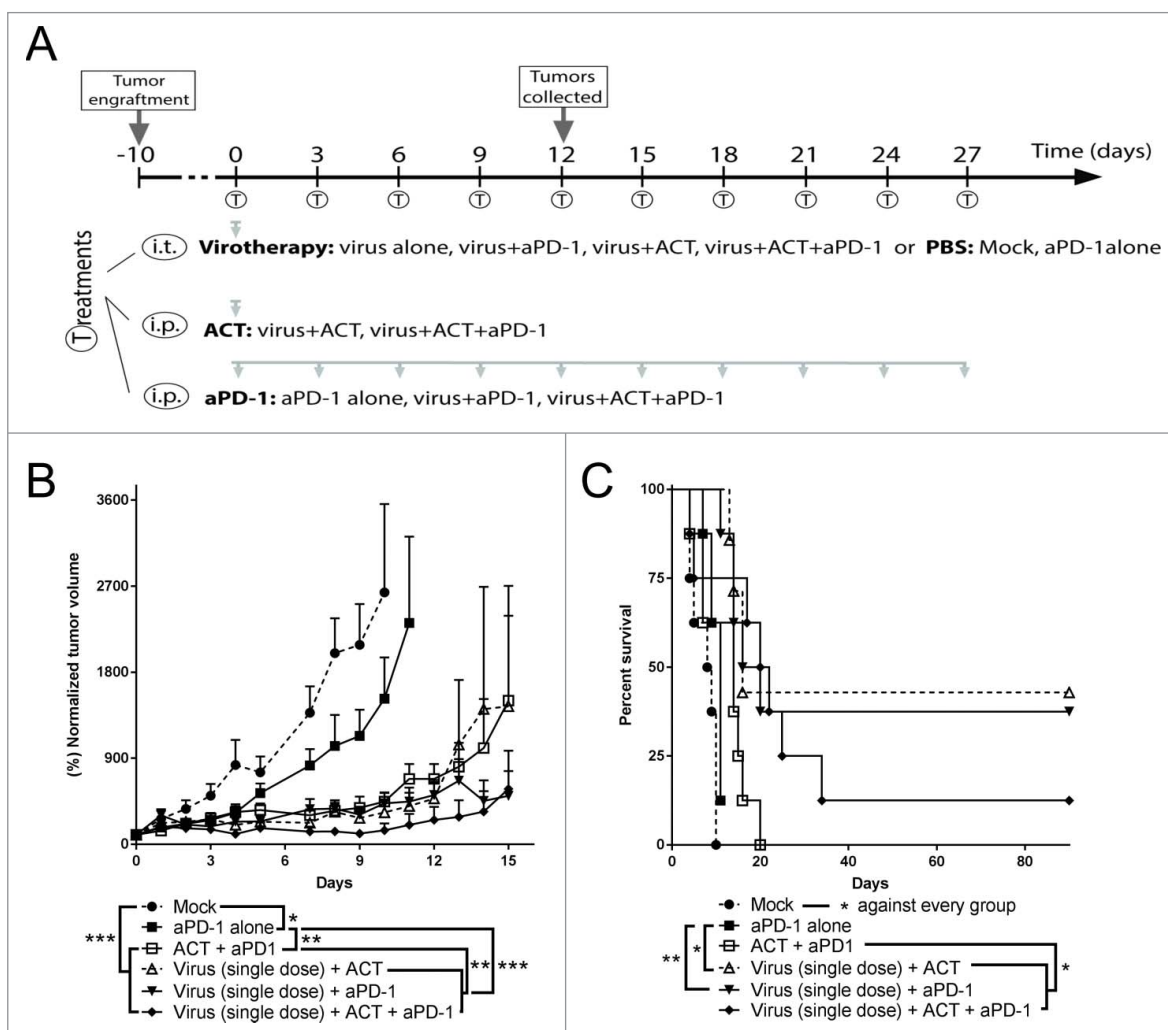 A
Tumor
engraftment
Tumors
collected
-10 0 3 6 9 12 15 18 21 24 27 Time (days)
T T T T T T T T T T
Treatments
i.t. Virotherapy: virus alone, virus+aPD-1, virus+ACT, virus+ACT+aPD-1 or PBS: Mock, aPD-1alone
i.p. ACT: virus+ACT, virus+ACT+aPD-1
i.p. aPD-1: aPD-1 alone, virus+aPD-1, virus+ACT+aPD-1
B
(%) Normalized tumor volume
3600
2700
1800
900
0
0 3 6 9 12 15
Days
Mock
aPD-1 alone
ACT + aPD1
Virus (single dose) + ACT
Virus (single dose) + aPD-1
Virus (single dose) + ACT + aPD-1
***
*
**
**
***
C
Percent survival
100
75
50
25
0
0 20 40 60 80
Days
Mock * against every group
aPD-1 alone
ACT + aPD1
Virus (single dose) + ACT
Virus (single dose) + aPD-1
Virus (single dose) + ACT + aPD-1
**
*
*